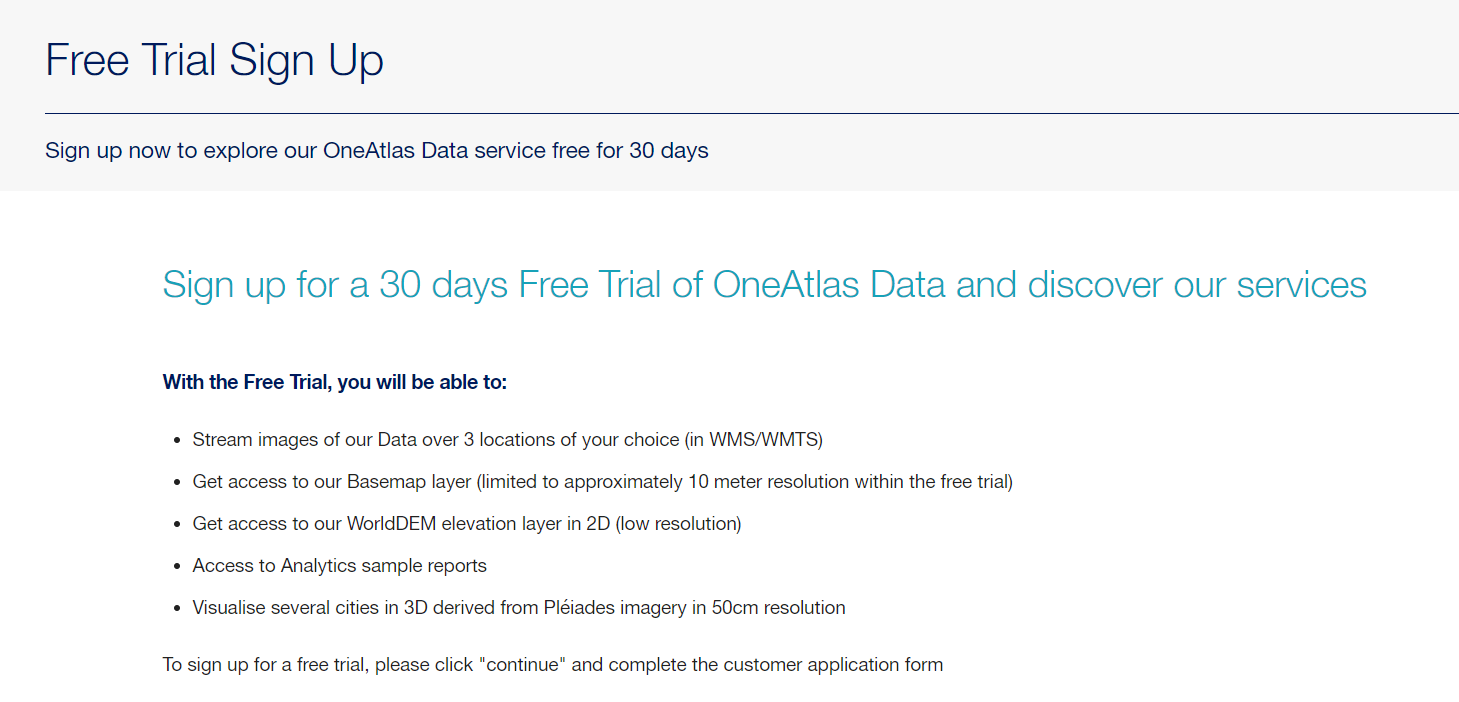 Free Trial Sign Up
Sign up now to explore our OneAtlas Data service free for 30 days
Sign up for a 30 days Free Trial of OneAtlas Data and discover our services
With the Free Trial, you will be able to:
• Stream images of our Data over 3 locations of your choice (in WMS/WMTS)
• Get access to our Basemap layer (limited to approximately 10 meter resolution within the free trial)
• Get access to our WorldDEM elevation layer in 2D (low resolution)
• Access to Analytics sample reports
• Visualise several cities in 3D derived from Pléiades imagery in 50cm resolution
To sign up for a free trial, please click "continue" and complete the customer application form